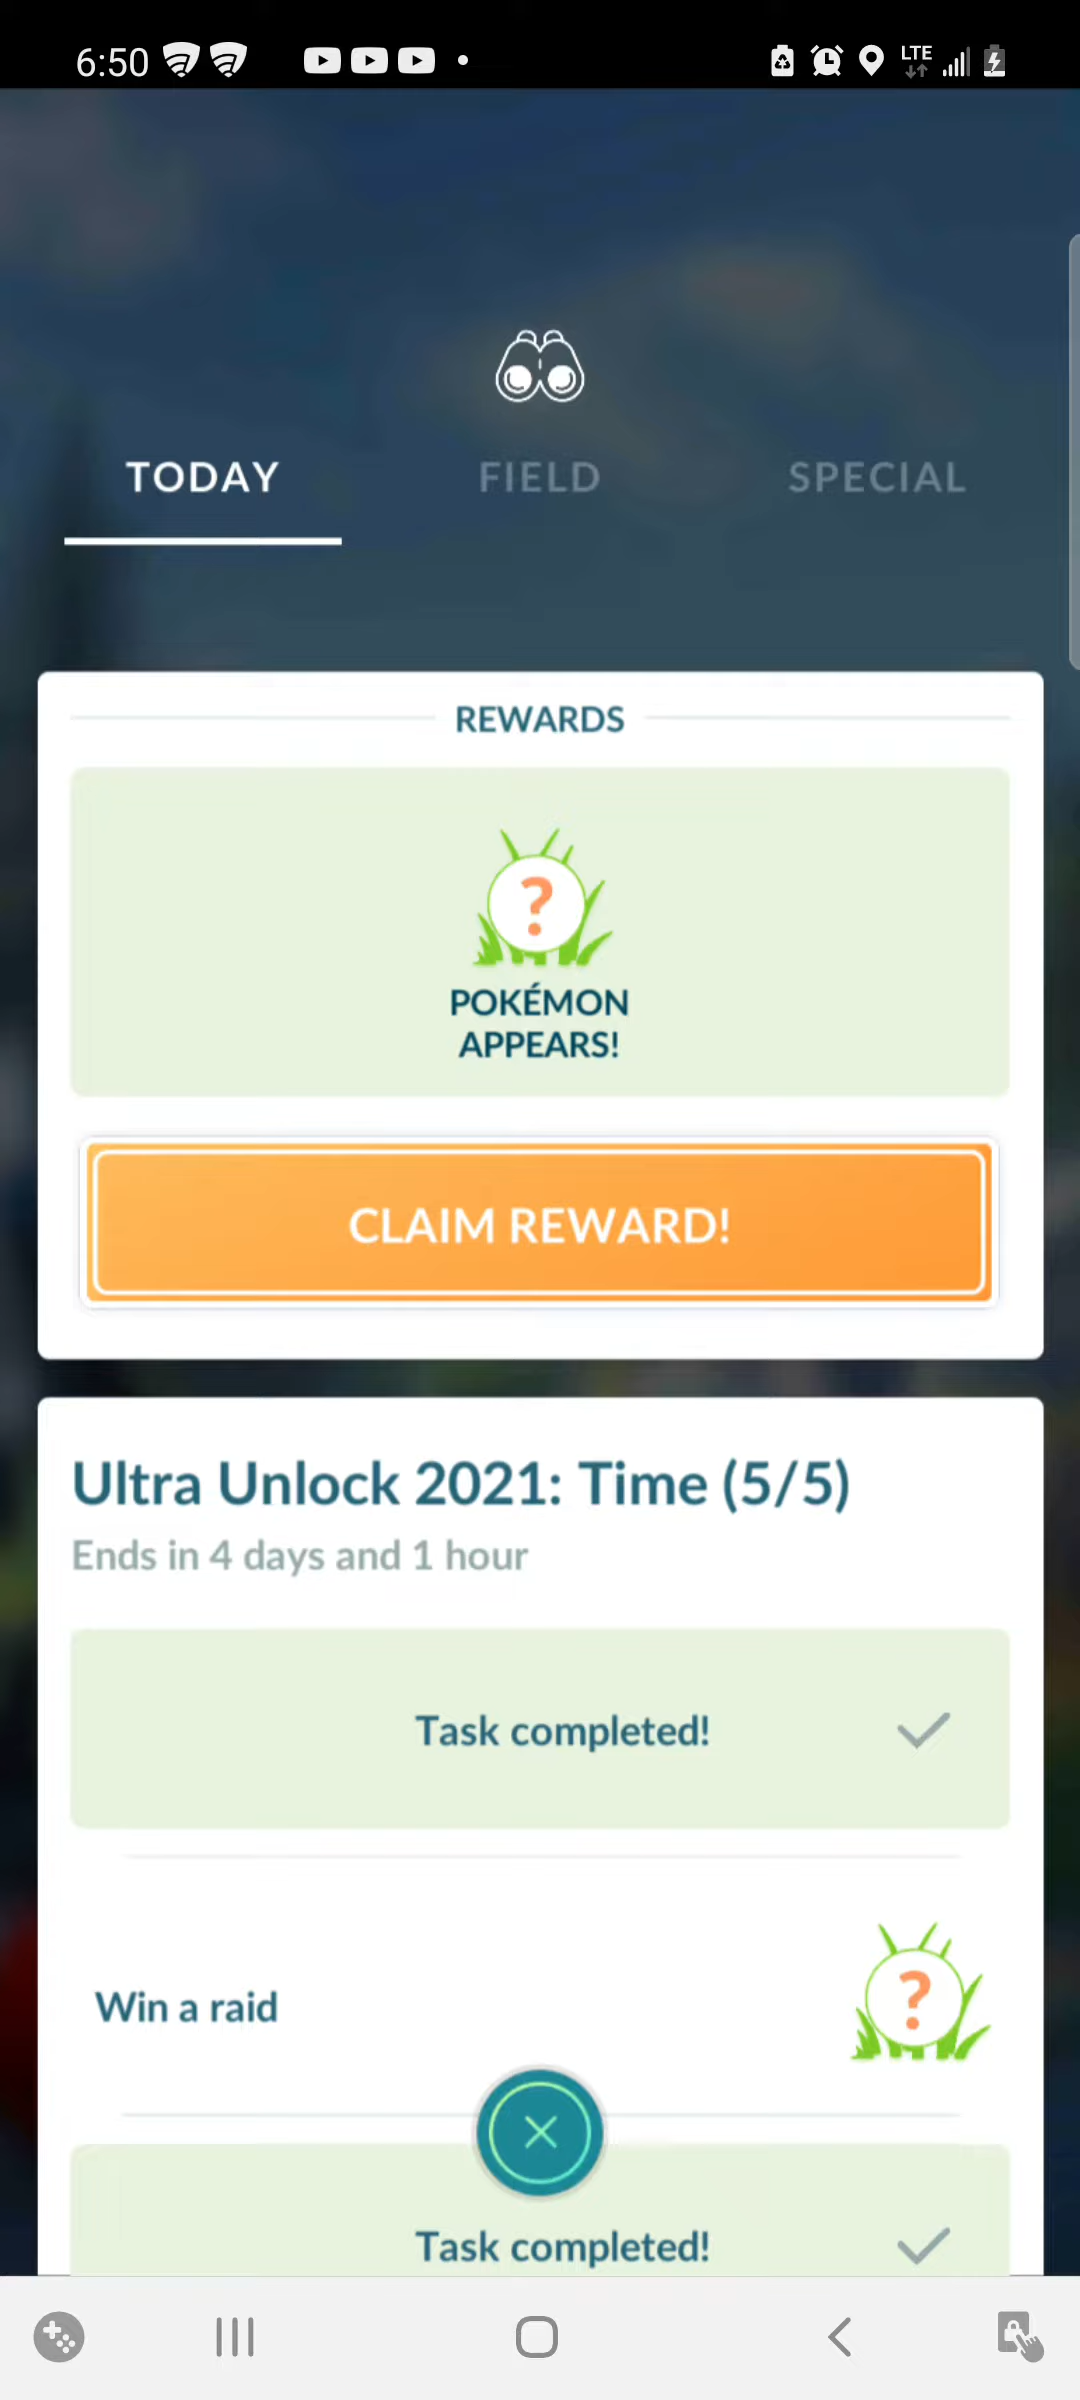 6:50
LTE
TODAY
FIELD
SPECIAL
REWARDS
?
POKÉMON
APPEARS!
CLAIM REWARD!
Ultra Unlock 2021: Time (5/5)
Ends in 4 days and 1 hour
Task completed!
Win a raid
?
Task completed!